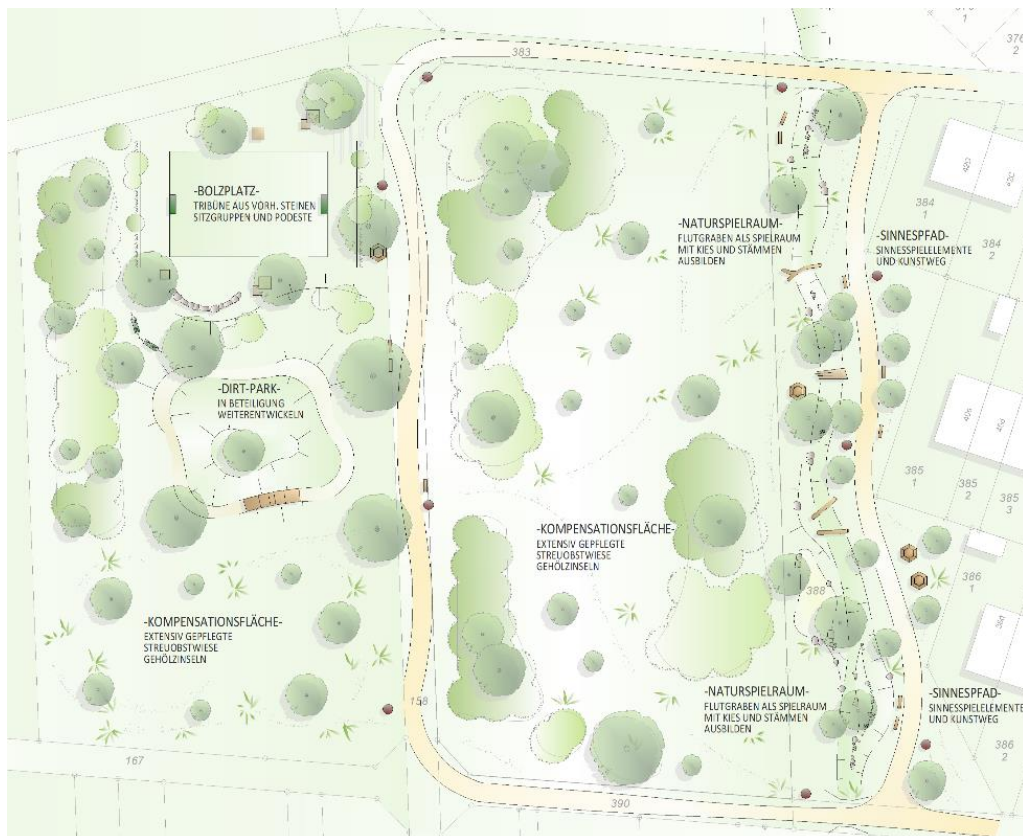 383
376
2
-BOLZPLATZ-
TRIBÜNE AUS VORH. STEINEN
SITZGRUPPEN UND PODESTE
384
1
384
2
-NATURSPIELRAUM-
FLUTGRABEN ALS SPIELRAUM
MIT KIES UND STÄMMEN
AUSBILDEN
-SINNESPFAD-
SINNESSPIELELEMENTE
UND KUNSTWEG
-DIRT-PARK-
IN BETEILIGUNG
WEITERENTWICKELN
385
1
385
2
385
3
-KOMPENSATIONSFLÄCHE-
EXTENSIV GEPFLEGTE
STREUOBSTWIESE
GEHÖLZINSELN
386
1
388
-KOMPENSATIONSFLÄCHE-
EXTENSIV GEPFLEGTE
STREUOBSTWIESE
GEHÖLZINSELN
-NATURSPIELRAUM-
FLUTGRABEN ALS SPIELRAUM
MIT KIES UND STÄMMEN
AUSBILDEN
-SINNESPFAD-
SINNESSPIELELEMENTE
UND KUNSTWEG
158
386
2
167
390